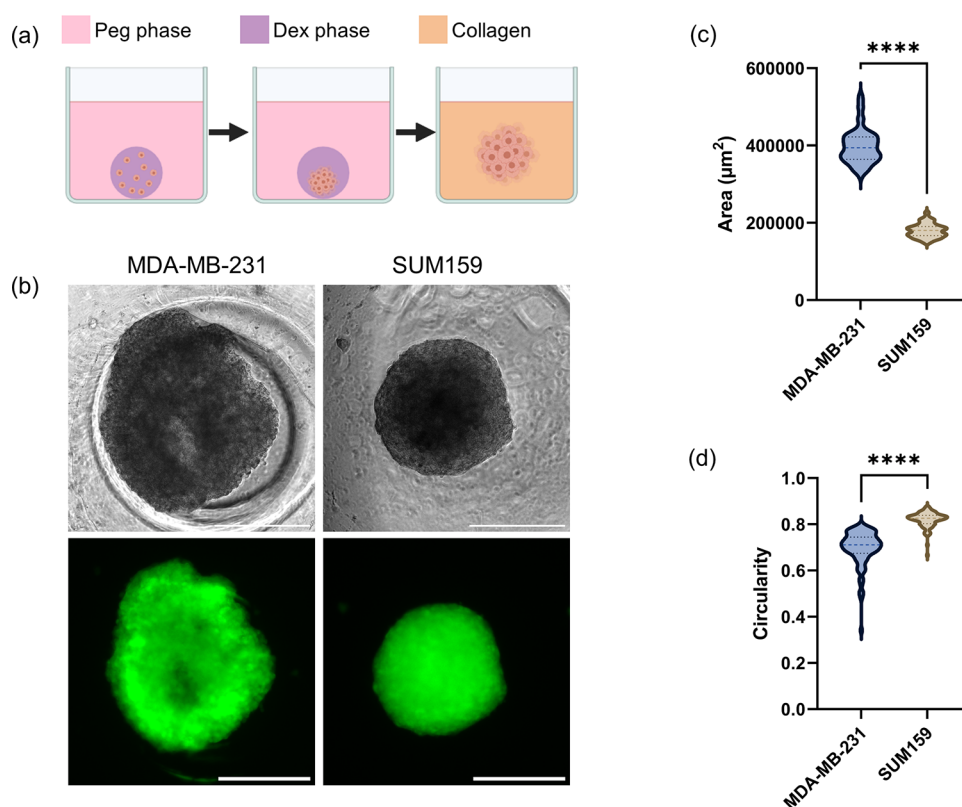 (a)
Peg phase
Dex phase
Collagen
(b)
MDA-MB-231
SUM159
(c)
****
600000
400000
200000
0
Area (µm²)
MDA-MB-231
SUM159
(d)
****
1.0
0.8
0.6
0.4
0.2
0.0
Circularity
MDA-MB-231
SUM159